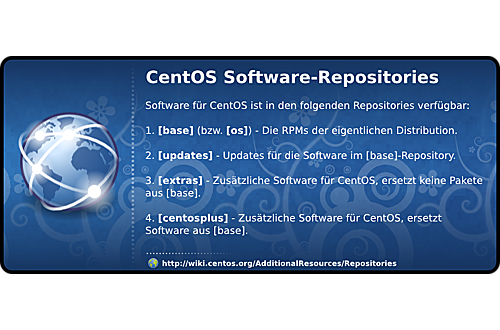 CentOS Software-Repositories
Software für CentOS ist in den folgenden Repositories verfügbar:
1. [base] (bzw. [os]) - Die RPMs der eigentlichen Distribution.
2. [updates] - Updates für die Software im [base]-Repository.
3. [extras] - Zusätzliche Software für CentOS, ersetzt keine Pakete
aus [base].
4. [centosplus] - Zusätzliche Software für CentOS, ersetzt
Software aus [base].
http://wiki.centos.org/AdditionalResources/Repositories